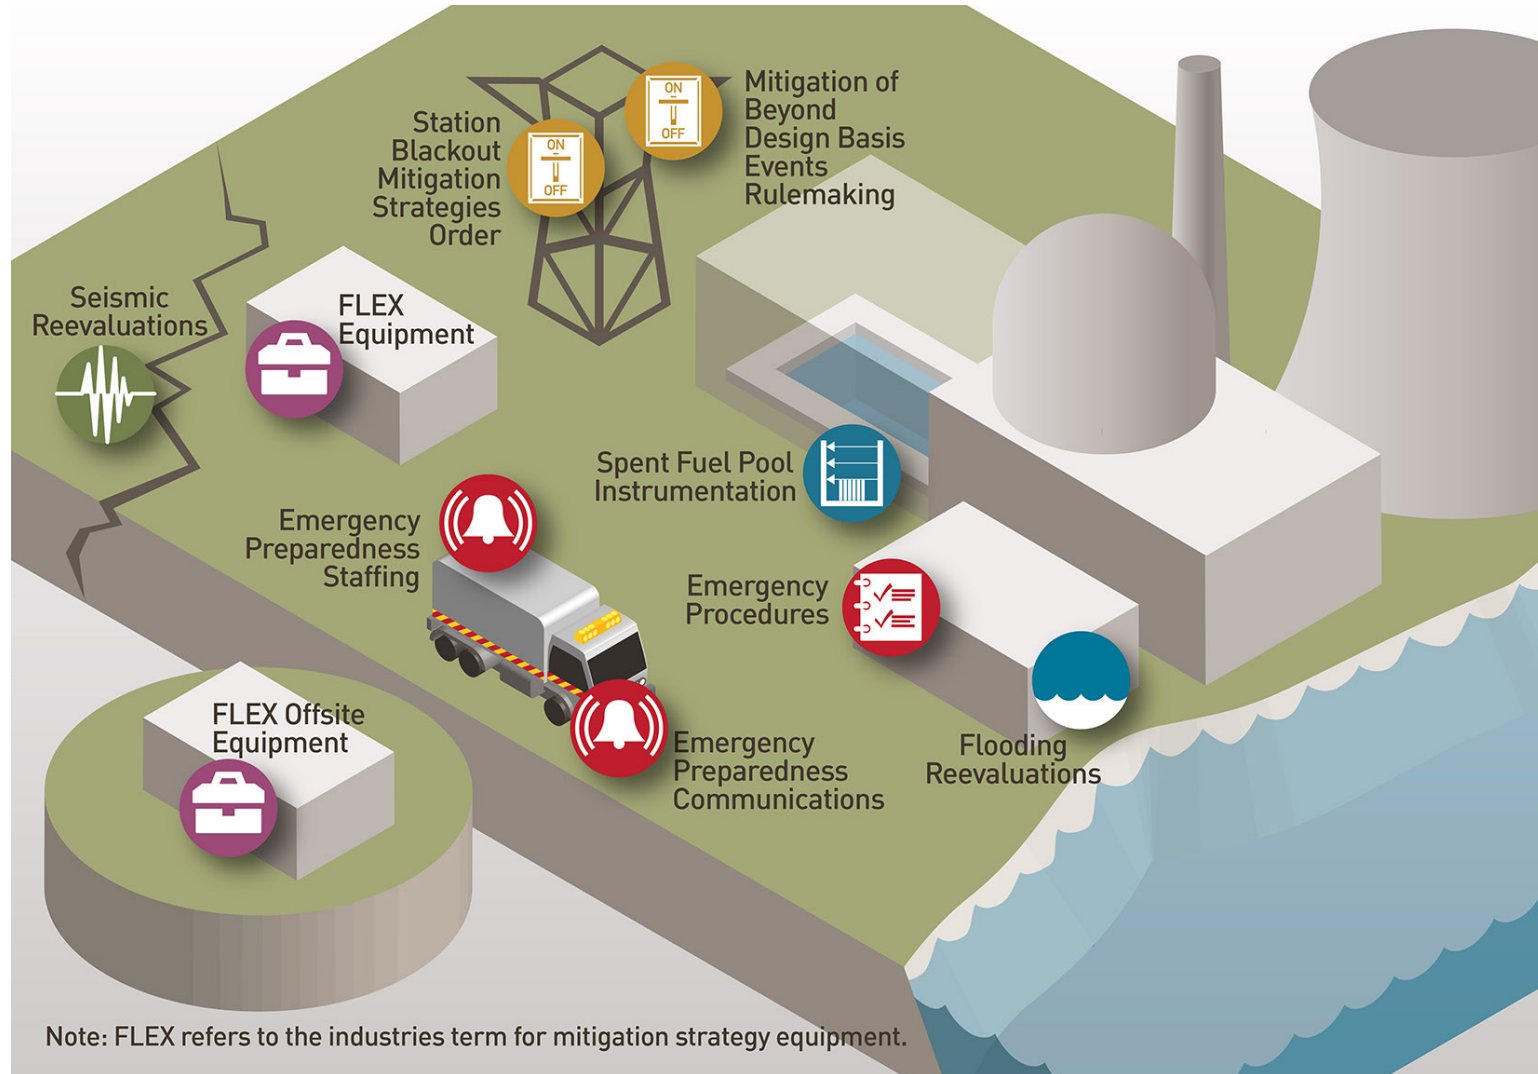 Station
Blackout
Mitigation
Strategies
Order
ON
OFF
ON
OFF
Mitigation of
Beyond
Design Basis
Events
Rulemaking
Seismic
Reevaluations
FLEX
Equipment
Spent Fuel Pool
Instrumentation
Emergency
Preparedness
Staffing
Emergency
Procedures
FLEX Offsite
Equipment
Emergency
Preparedness
Communications
Flooding
Reevaluations
Note: FLEX refers to the industries term for mitigation strategy equipment.